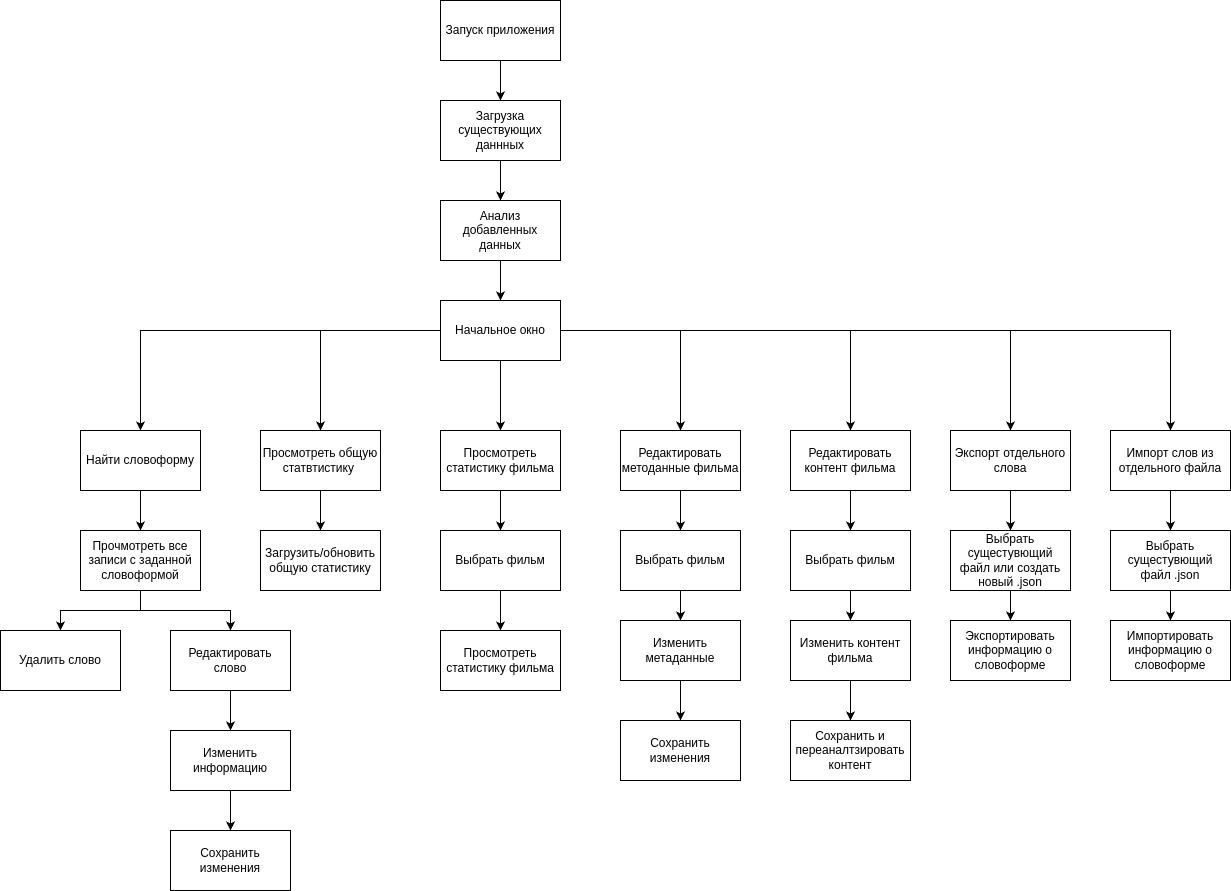 Запуск приложения
Загрузка
существующих
даннных
Анализ
добавленных
данных
Начальное окно
Найти словоформу
Просмотреть общую
статвтистику
Просмотреть
статистику фильма
Редактировать
методанные фильма
Редактировать
контент фильма
Экспорт отдельного
слова
Импорт слов из
отдельного файла
Прочмотреть все
записи с заданной
словоформой
Загрузить/обновить
общую статистику
Выбрать фильм
Выбрать фильм
Выбрать фильм
Выбрать
сущестувющий
файл или создать
новый .json
Выбрать
сущестувющий
файл .json
Удалить слово
Редактировать
слово
Просмотреть
статистику фильма
Изменить
метаданные
Изменить контент
фильма
Экспортировать
информацию о
словоформе
Импортировать
информацию о
словоформе
Изменить
информацию
Сохранить
изменения
Сохранить и
переаналтзировать
контент
Сохранить
изменения